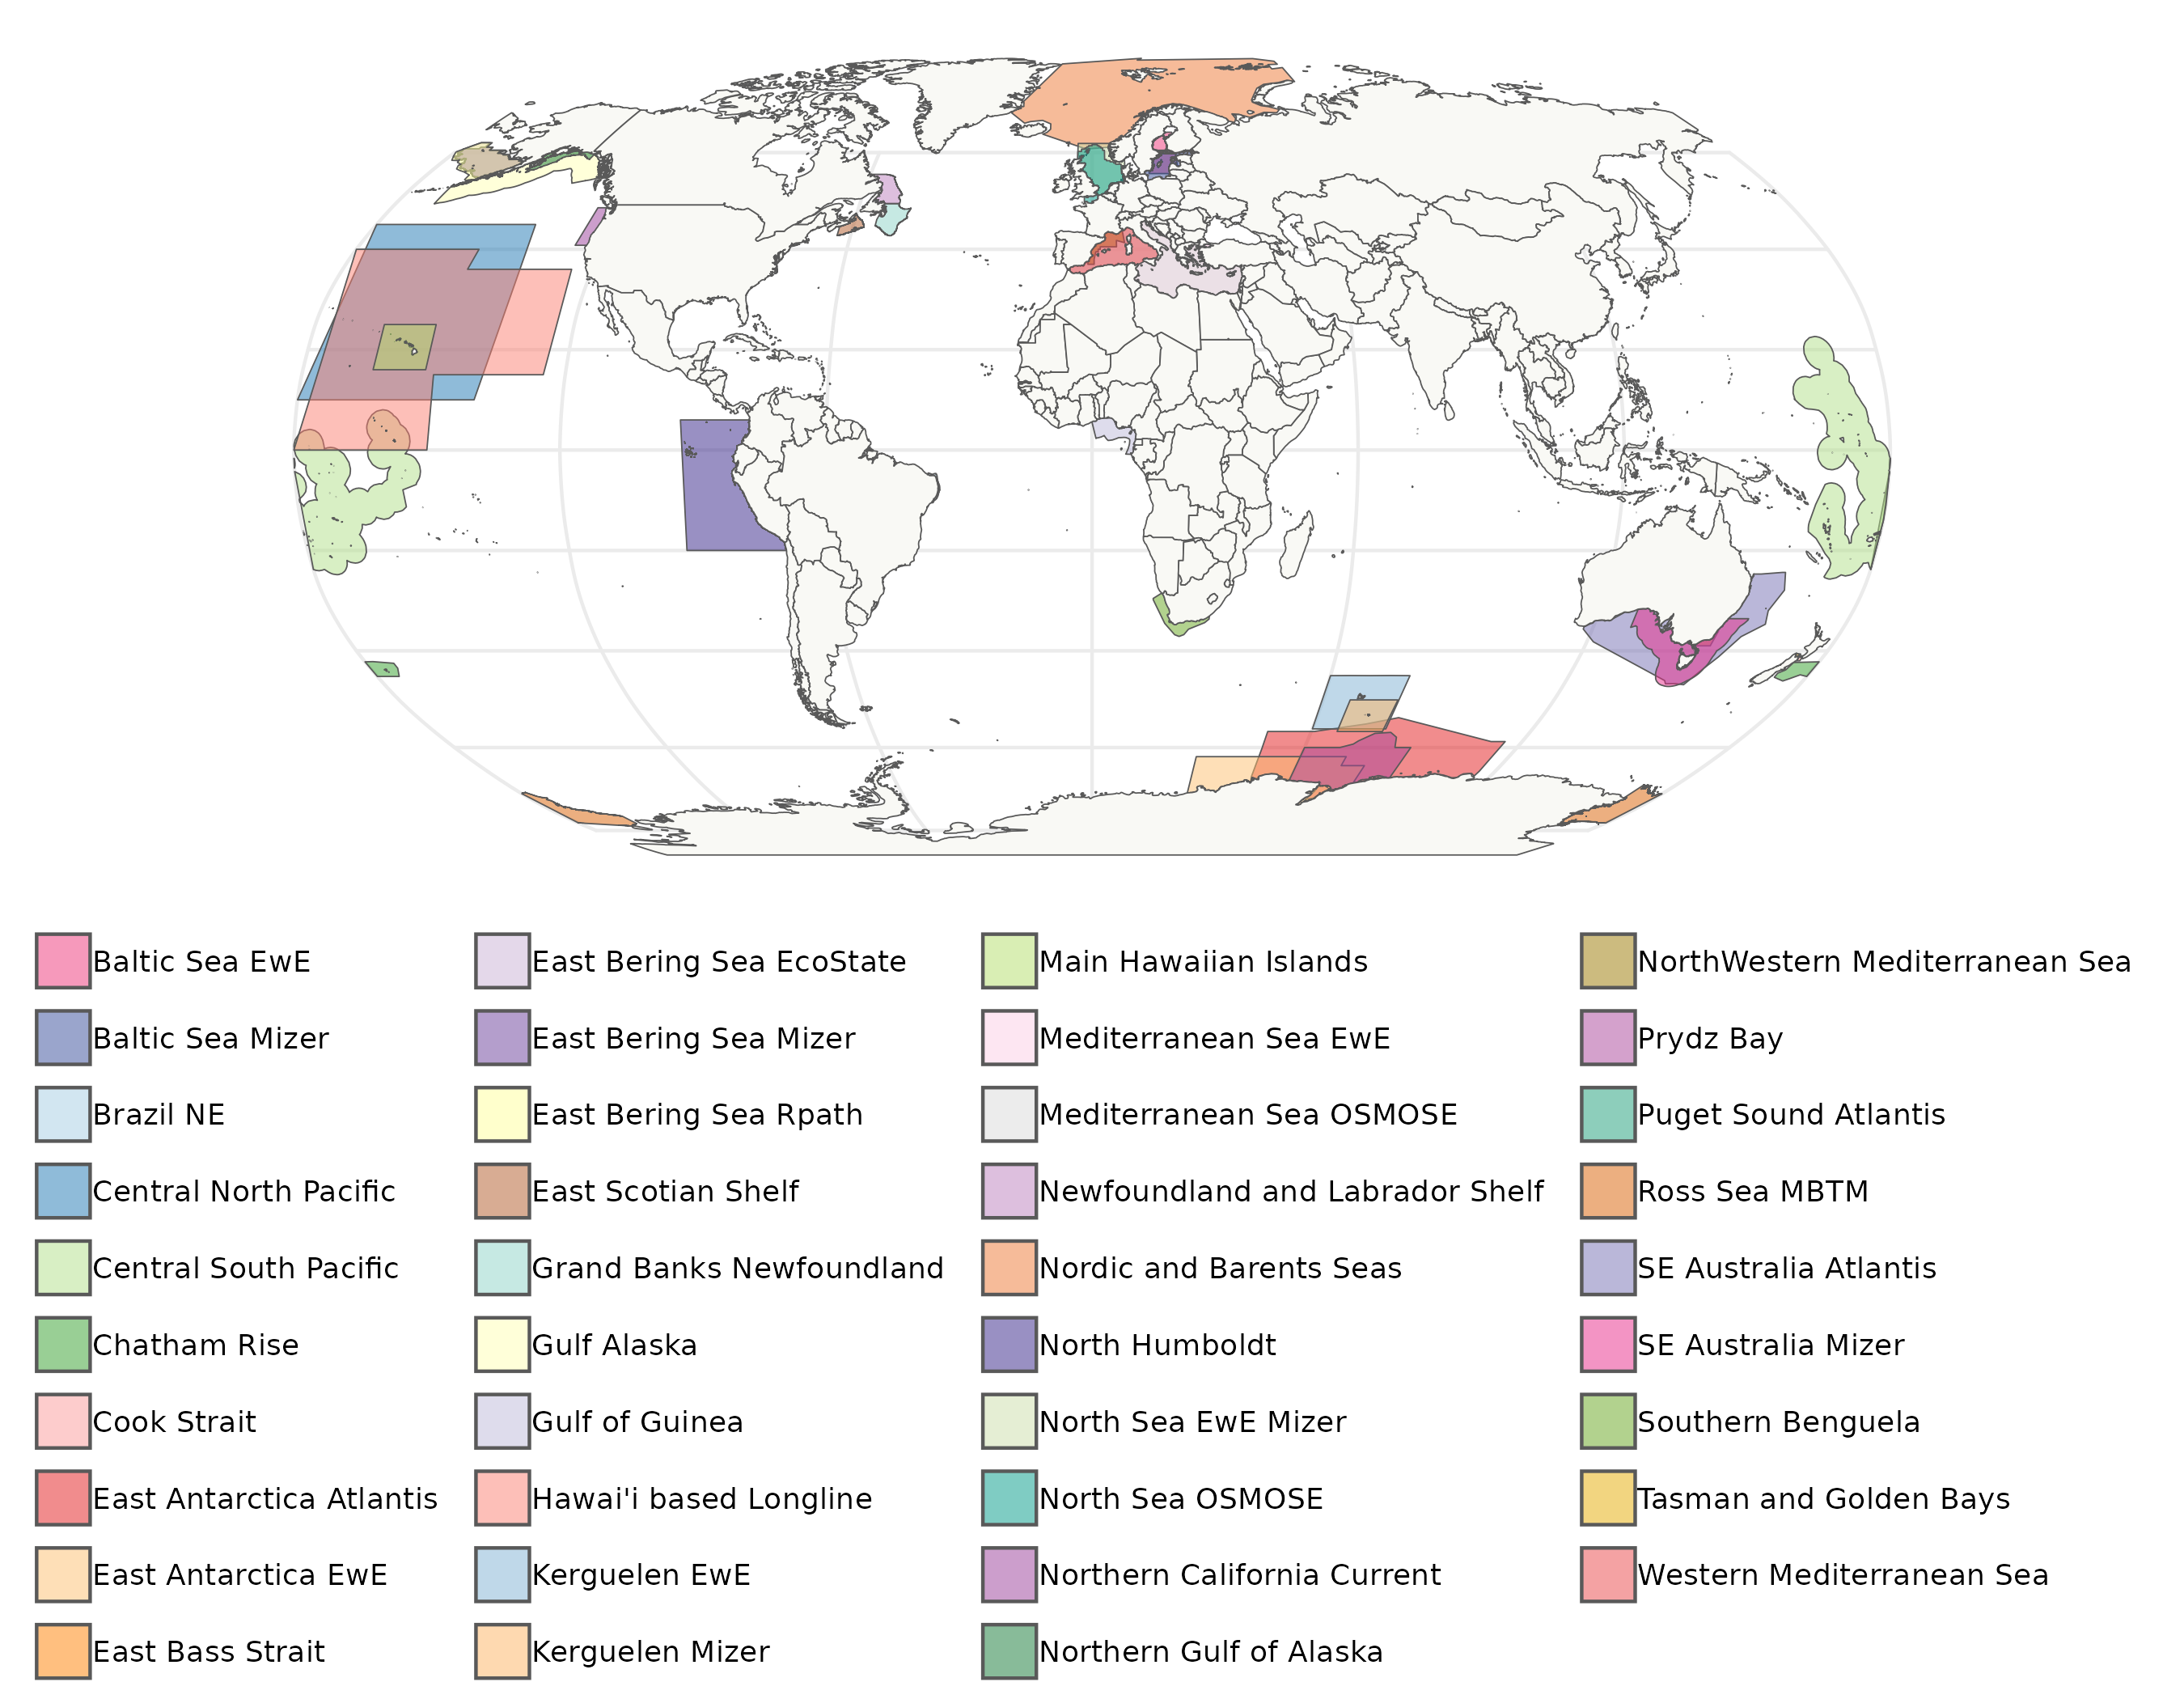 Baltic Sea EwE
Baltic Sea Mizer
Brazil NE
Central North Pacific
Central South Pacific
Chatham Rise
Cook Strait
East Antarctica Atlantis
East Antarctica EwE
East Bass Strait
East Bering Sea EcoState
East Bering Sea Mizer
East Bering Sea Rpath
East Scotian Shelf
Grand Banks Newfoundland
Gulf Alaska
Gulf of Guinea
Hawai'i based Longline
Kerguelen EwE
Kerguelen Mizer
Main Hawaiian Islands
Mediterranean Sea EwE
Mediterranean Sea OSMOSE
Newfoundland and Labrador Shelf
Nordic and Barents Seas
North Humboldt
North Sea EwE Mizer
North Sea OSMOSE
Northern California Current
Northern Gulf of Alaska
NorthWestern Mediterranean Sea
Prydz Bay
Puget Sound Atlantis
Ross Sea MBTM
SE Australia Atlantis
SE Australia Mizer
Southern Benguela
Tasman and Golden Bays
Western Mediterranean Sea